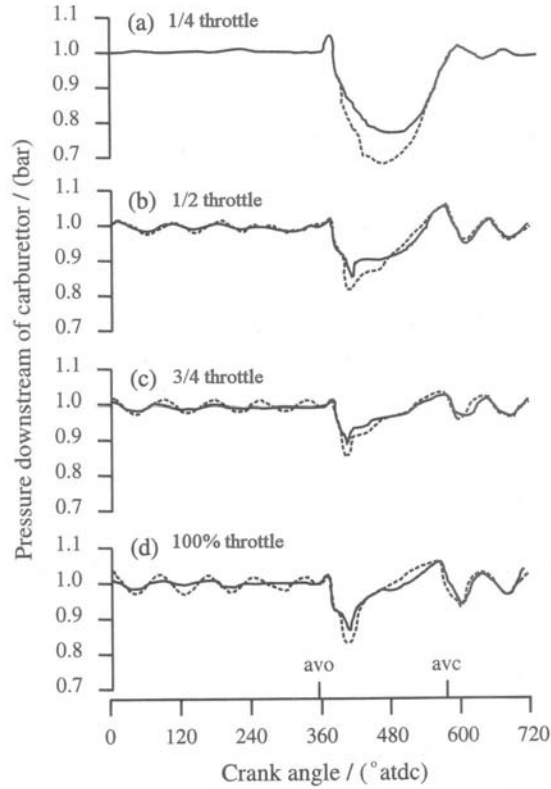 (a) 1/4 throttle
1.1
1.0
0.9
0.8
0.7
(b) 1/2 throttle
1.1
1.0
0.9
0.8
0.7
(c) 3/4 throttle
1.1
1.0
0.9
0.8
0.7
(d) 100% throttle
1.1
1.0
0.9
0.8
0.7
avo avc
0 120 240 360 480 600 720
Crank angle / (°atdc)
Pressure downstream of carburettor / (bar)